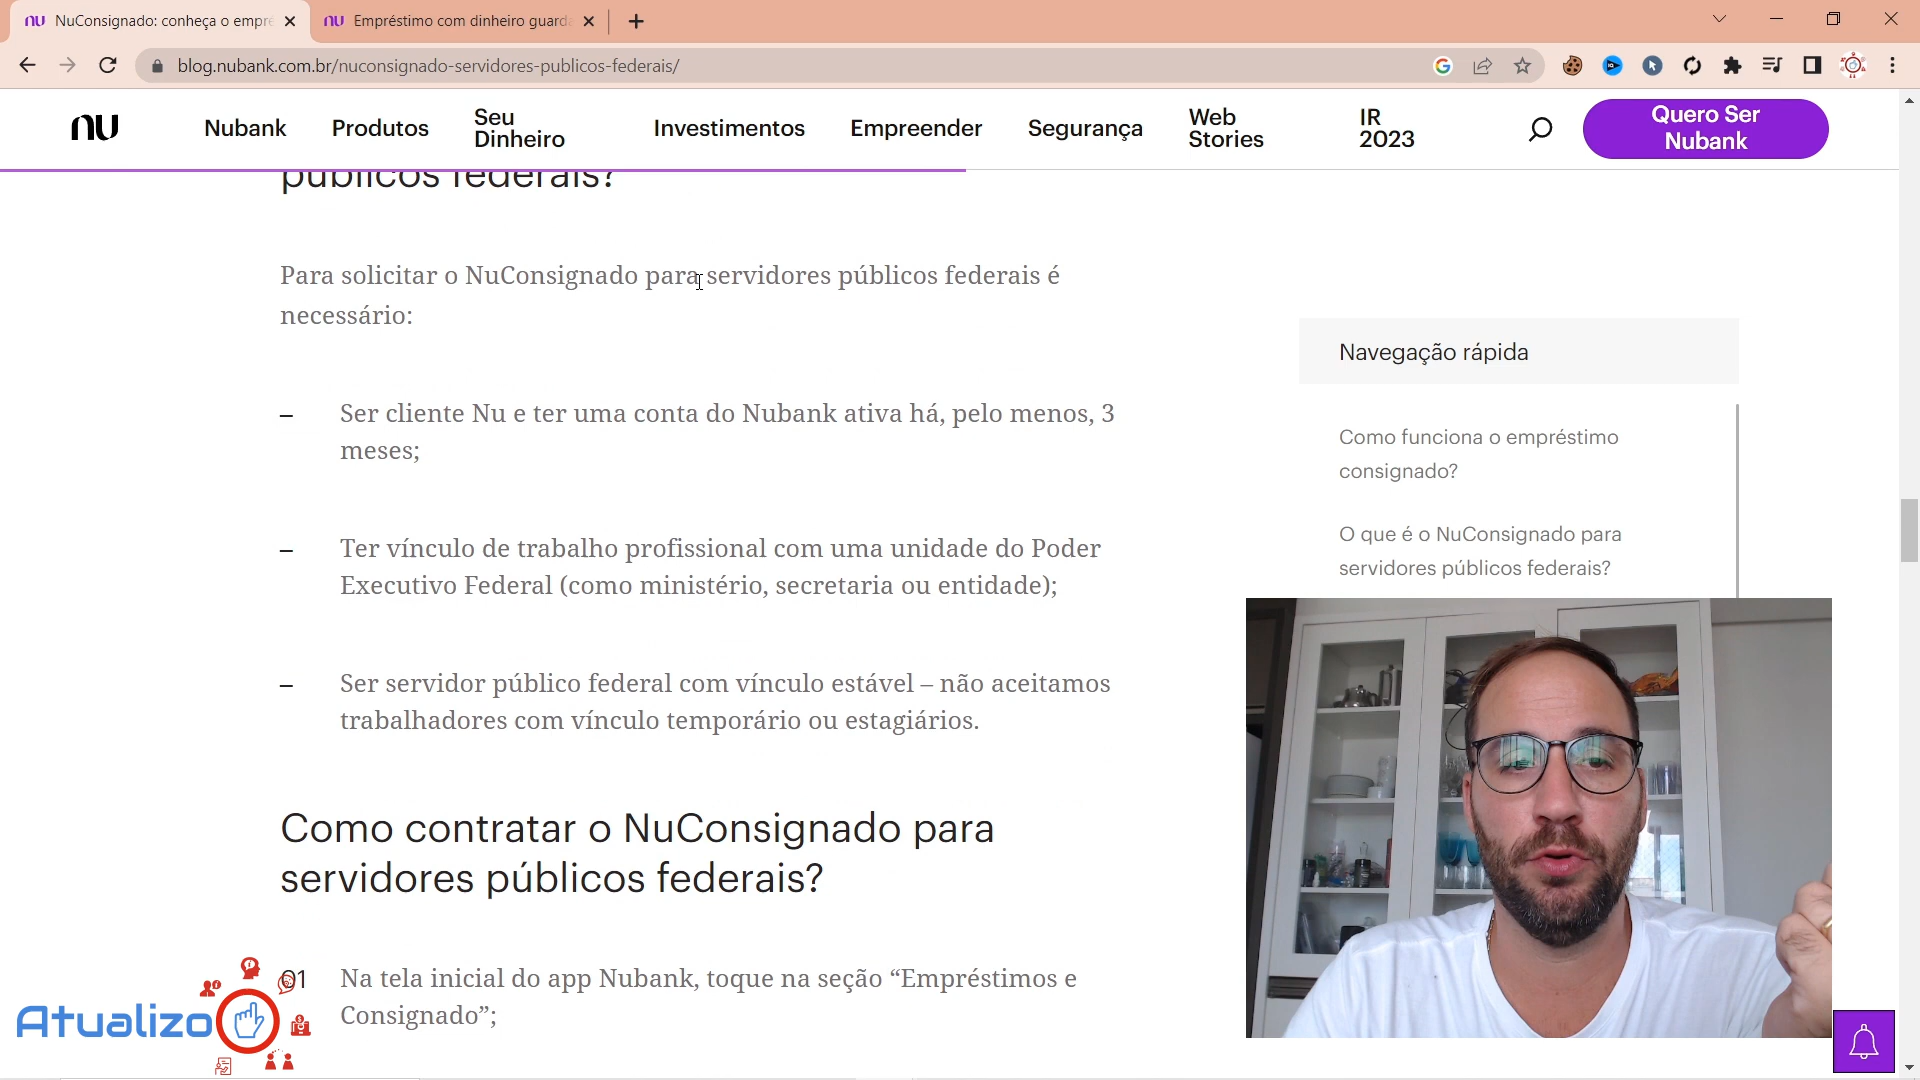 NuConsignado: conheça o empré
Empréstimo com dinheiro guarda
blog.nubank.com.br/nuconsignado-servidores-publicos-federais/
nu
Nubank
Produtos
Seu
Dinheiro
Investimentos
Empreender
Segurança
Web
Stories
IR
2023
Quero Ser
Nubank
públicos federais?
Para solicitar o NuConsignado para servidores públicos federais é
necessário:
– Ser cliente Nu e ter uma conta do Nubank ativa há, pelo menos, 3
meses;
– Ter vínculo de trabalho profissional com uma unidade do Poder
Executivo Federal (como ministério, secretaria ou entidade);
– Ser servidor público federal com vínculo estável – não aceitamos
trabalhadores com vínculo temporário ou estagiários.
Como contratar o NuConsignado para
servidores públicos federais?
01 Na tela inicial do app Nubank, toque na seção “Empréstimos e
Consignado”;
Navegação rápida
Como funciona o empréstimo
consignado?
O que é o NuConsignado para
servidores públicos federais?
Atualizo